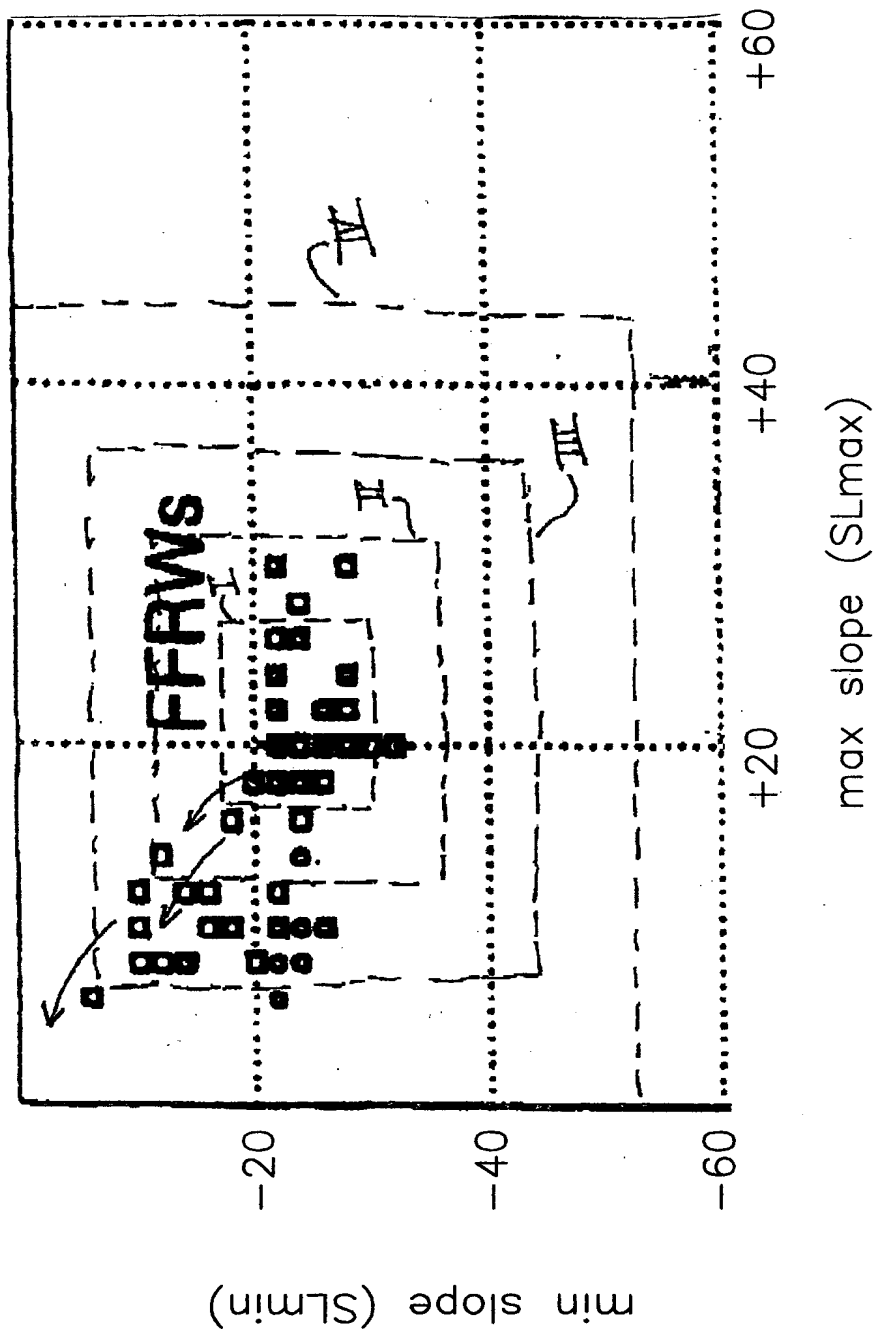 FFRWs
I
II
III
IV
-20
-40
-60
+20
+40
+60
max slope (SLmax)
min slope (SLmin)